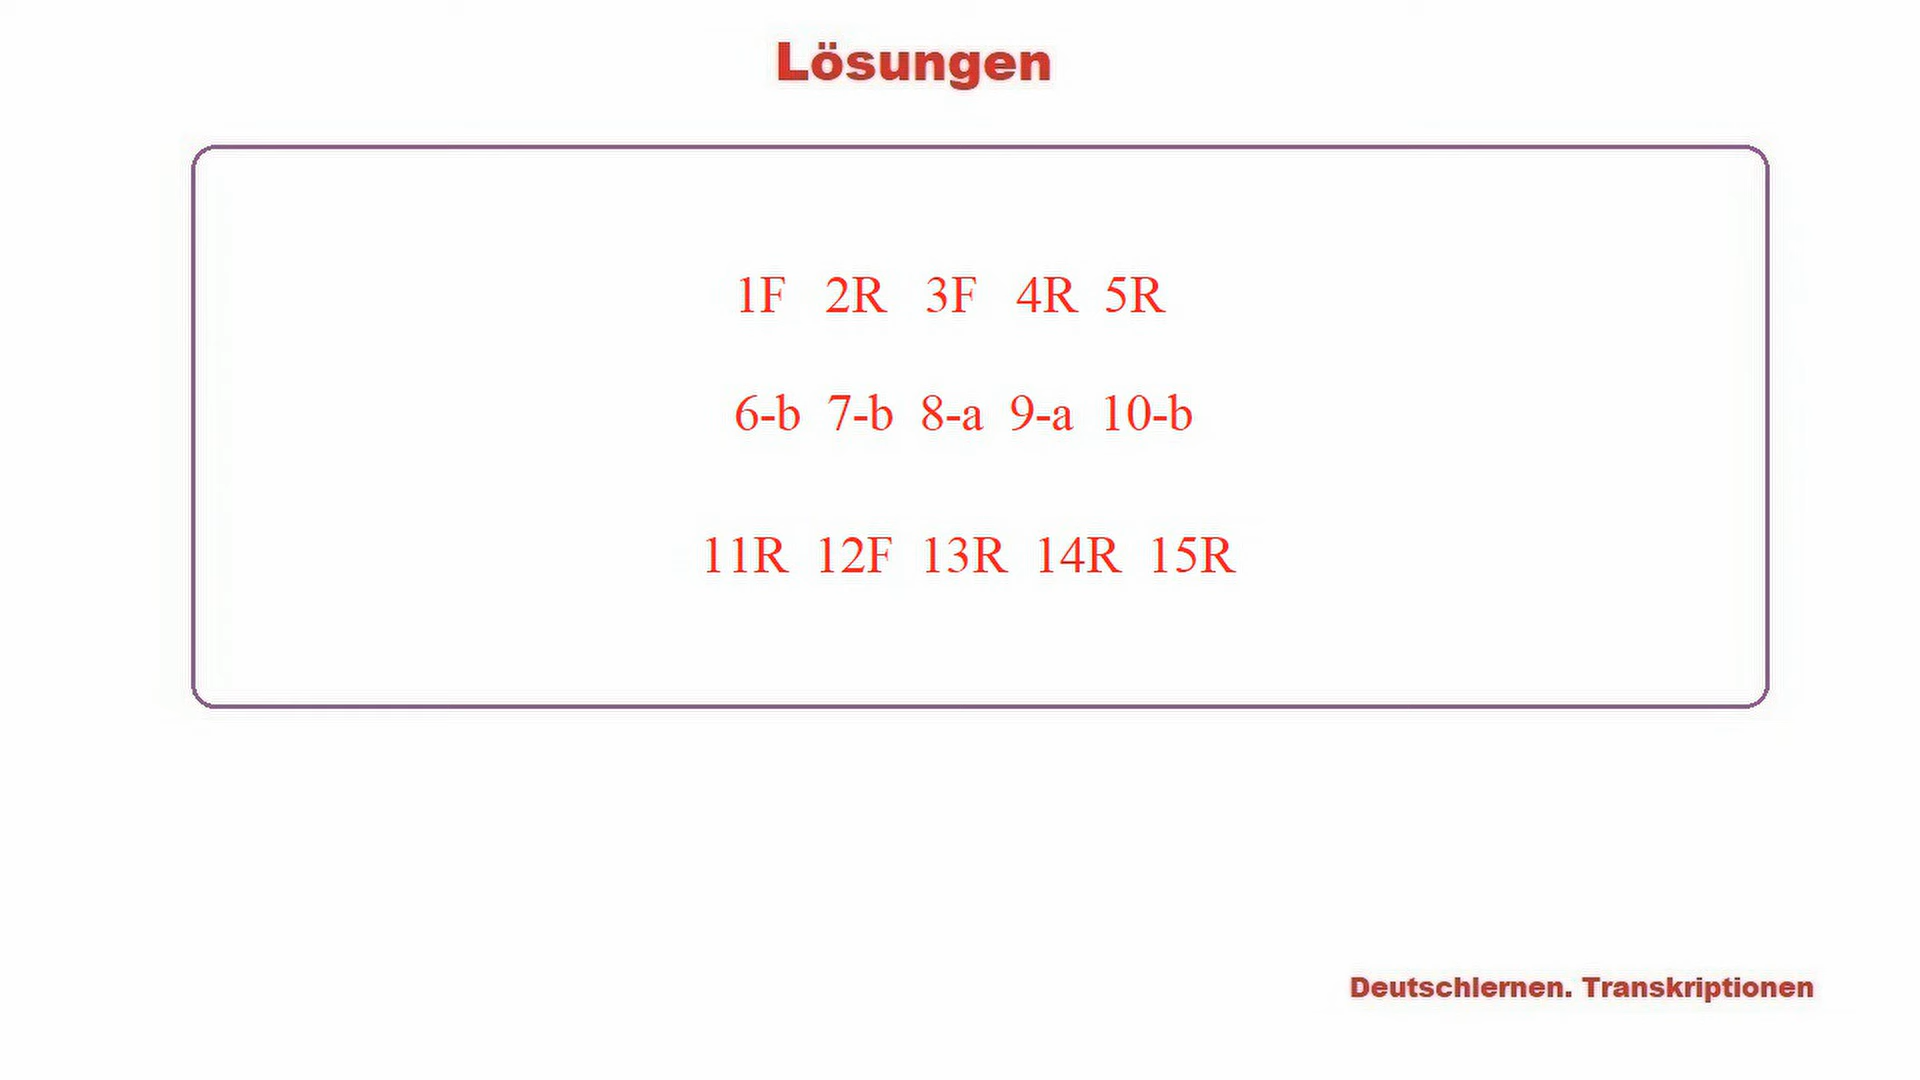 Lösungen
1F 2R 3F 4R 5R
6-b 7-b 8-a 9-a 10-b
11R 12F 13R 14R 15R
Deutschlernen. Transkriptionen